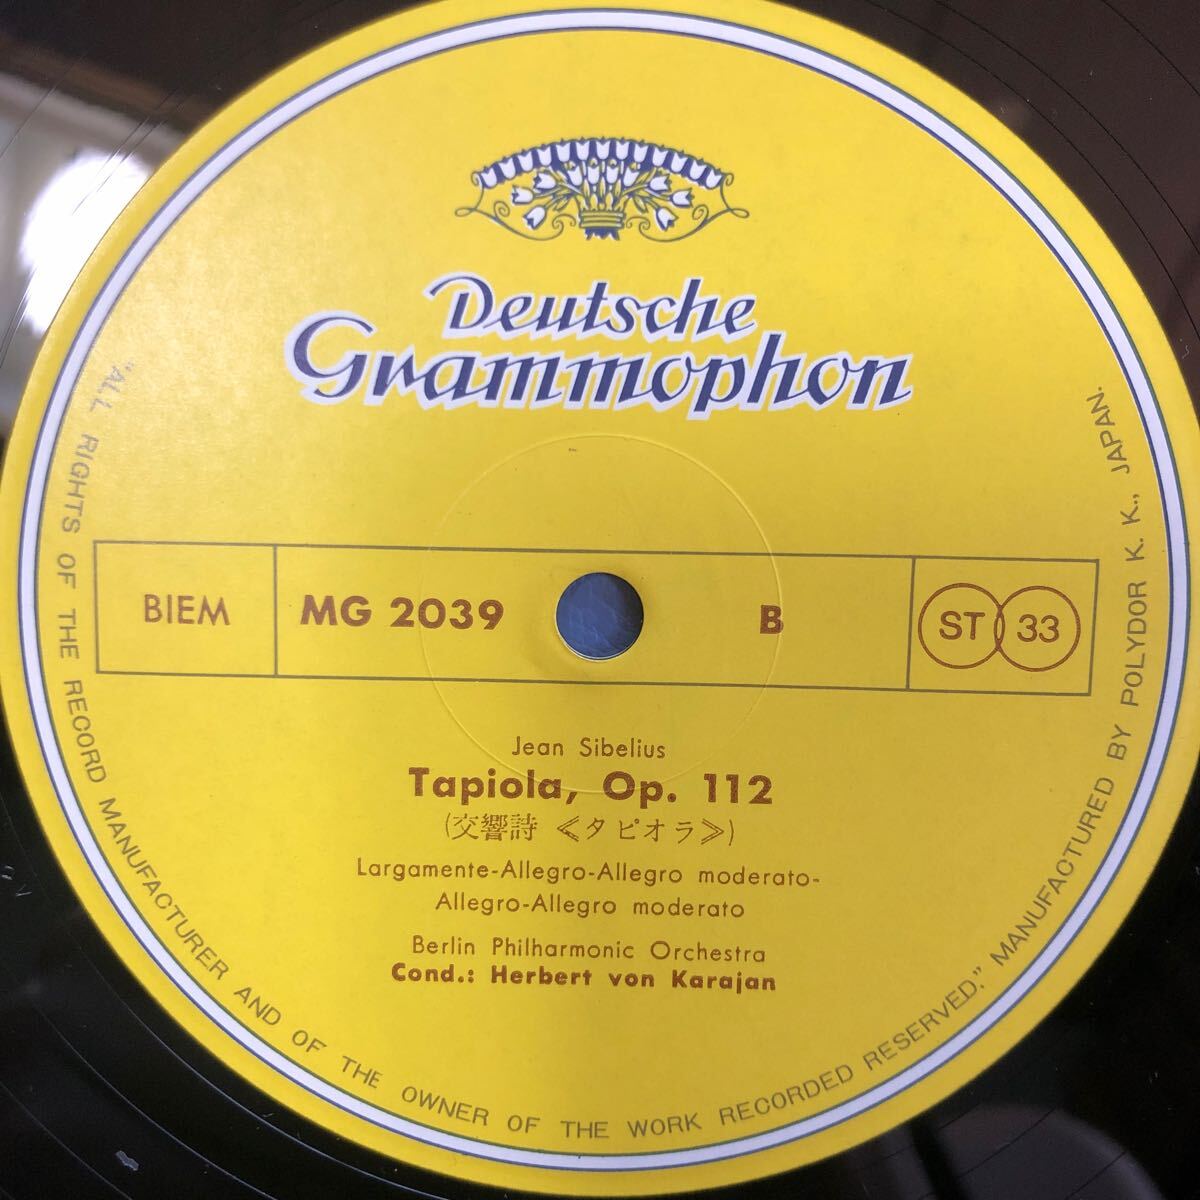 Deutsche
Grammophon
BIEM
MG 2039
B
ST 33
Jean Sibelius
Tapiola, Op. 112
(交響詩 《タピオラ》)
Largamente-Allegro-Allegro moderato-
Allegro-Allegro moderato
Berlin Philharmonic Orchestra
Cond.: Herbert von Karajan
"ALL RIGHTS OF THE RECORD MANUFACTURER AND OF THE OWNER OF THE WORK RECORDED RESERVED," MANUFACTURED BY POLYDOR K. K., JAPAN.